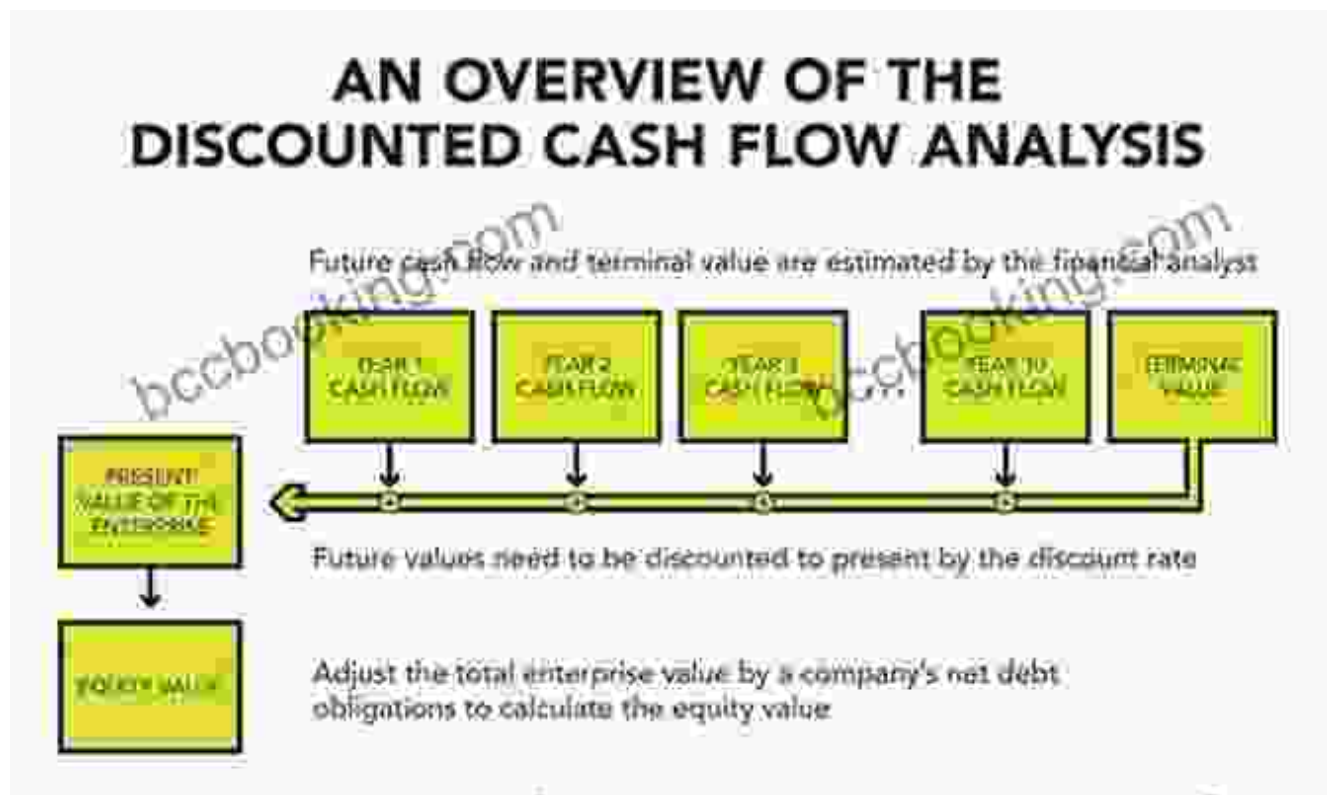 AN OVERVIEW OF THE
DISCOUNTED CASH FLOW ANALYSIS
bccbooking.com
bccbooking.com
Future cash flow and terminal value are estimated by the financial analyst
YEAR 1
CASH FLOW
YEAR 2
CASH FLOW
YEAR 3
CASH FLOW
...
YEAR 10
CASH FLOW
TERMINAL
VALUE
PRESENT
VALUE OF THE
ENTERPRISE
Future values need to be discounted to present by the discount rate
EQUITY VALUE
Adjust the total enterprise value by a company's net debt
obligations to calculate the equity value